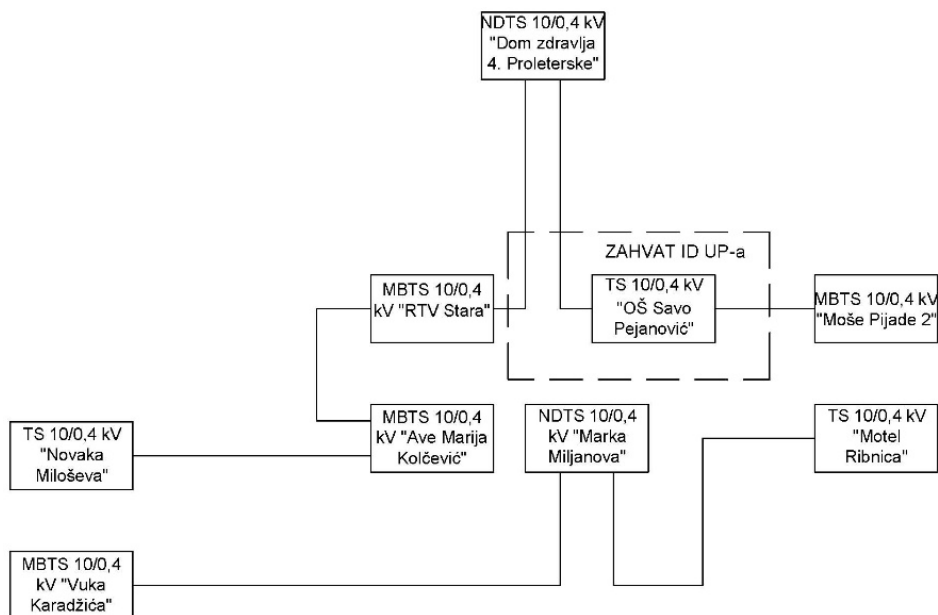 NDTS 10/0,4 kV
"Dom zdravlja
4. Proleterske"
ZAHVAT ID UP-a
MBTS 10/0,4
kV "RTV Stara"
TS 10/0,4 kV
"OŠ Savo
Pejanović"
MBTS 10/0,4 kV
"Moše Pijade 2"
TS 10/0,4 kV
"Novaka
Miloševa"
MBTS 10/0,4
kV "Ave Marija
Kolčević"
NDTS 10/0,4
kV "Marka
Miljanova"
TS 10/0,4 kV
"Motel
Ribnica"
MBTS 10/0,4
kV "Vuka
Karadžića"